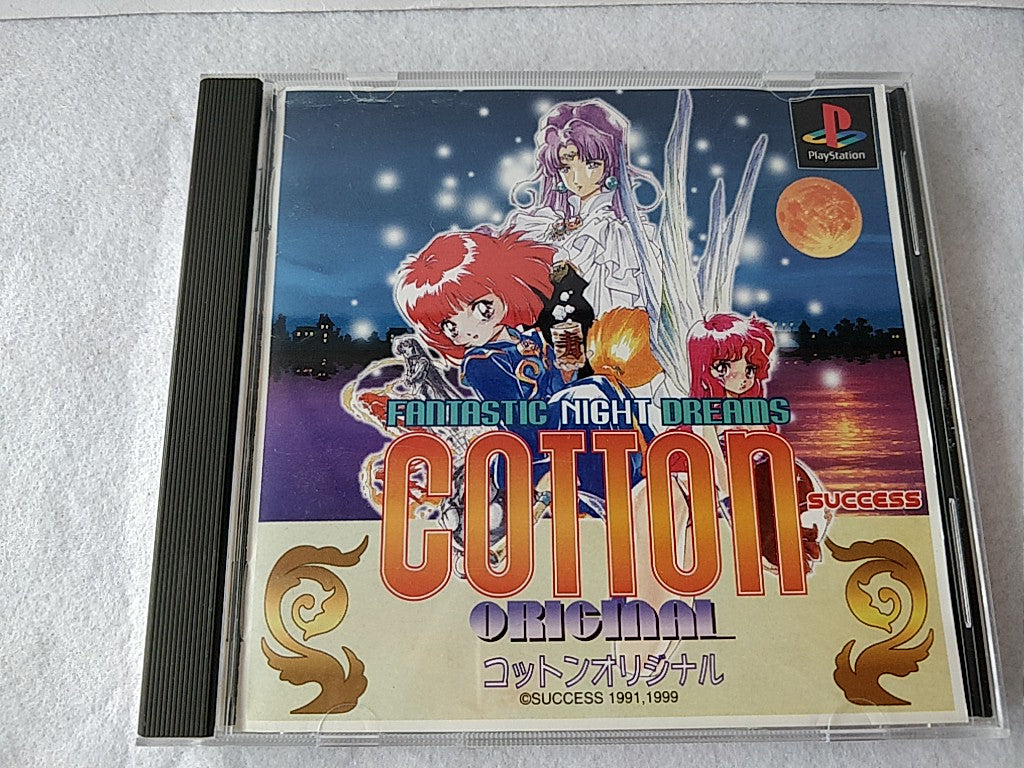 PlayStation
FANTASTIC NIGHT DREAMS
COTTON
SUCCESS
ORIGINAL
コットンオリジナル
©SUCCESS 1991,1999